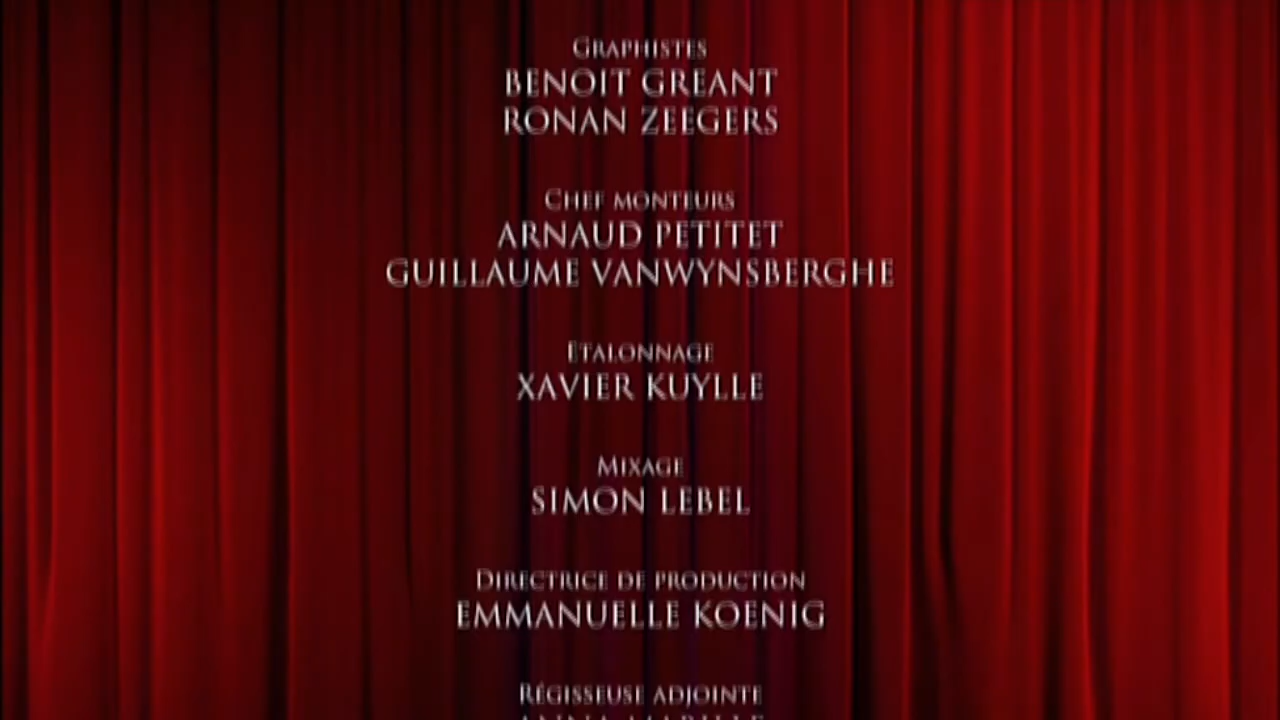 Graphistes
BENOIT GREANT
RONAN ZEEGERS
Chef monteurs
ARNAUD PETITET
GUILLAUME VANWYNSBERGHE
Etalonnage
XAVIER KUYLLE
Mixage
SIMON LEBEL
Directrice de production
EMMANUELLE KOENIG
Régisseuse adjointe